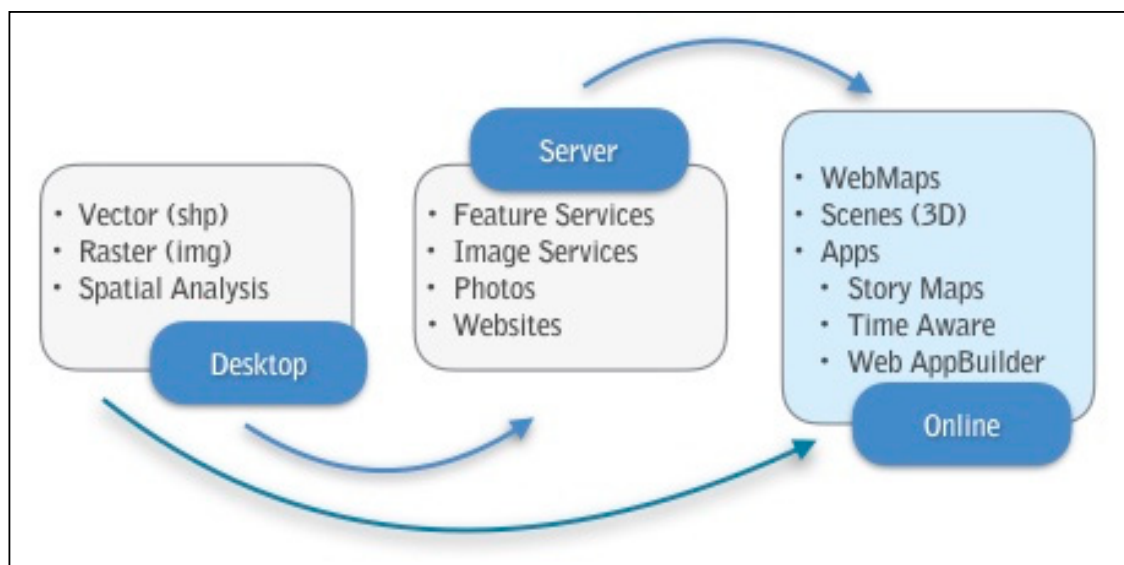 • Vector (shp)
• Raster (img)
• Spatial Analysis
Desktop
Server
• Feature Services
• Image Services
• Photos
• Websites
• WebMaps
• Scenes (3D)
• Apps
• Story Maps
• Time Aware
• Web AppBuilder
Online